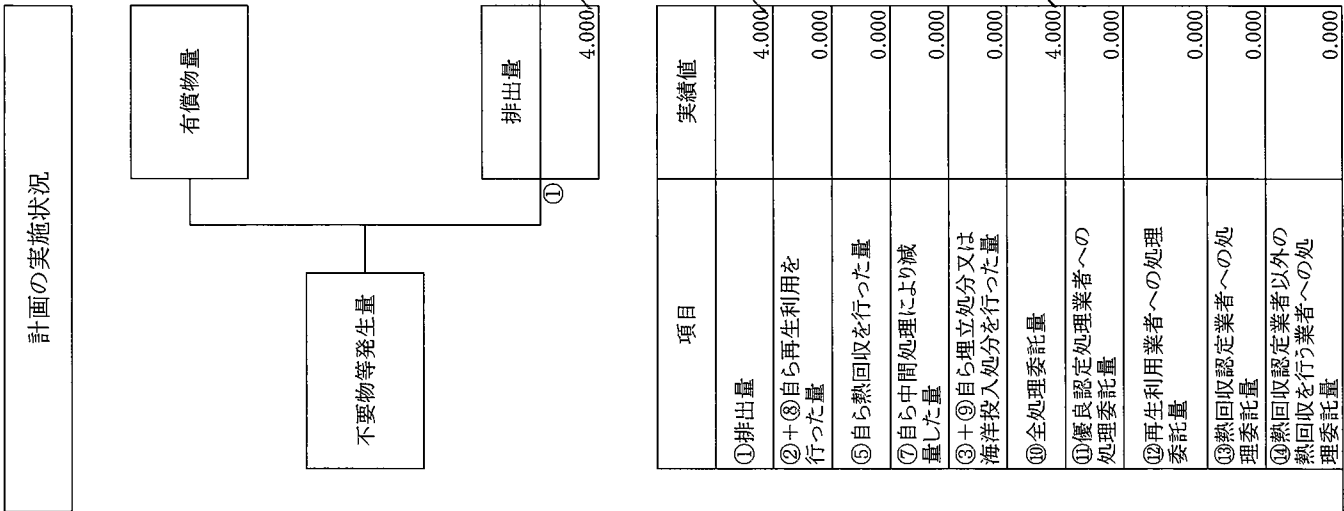 計画の実施状況
有償物量
不要物等発生量
排出量
①
4.000
項目
実績値
①排出量
4.000
②+⑧自ら再生利用を
行った量
0.000
⑤自ら熱回収を行った量
0.000
⑦自ら中間処理により減
量した量
0.000
③+⑨自ら埋立処分又は
海洋投入処分を行った量
0.000
⑩全処理委託量
4.000
⑪優良認定処理業者への
処理委託量
0.000
⑫再生利用業者への処理
委託量
0.000
⑬熱回収認定業者への処
理委託量
0.000
⑭熱回収認定業者以外の
熱回収を行う業者への処
理委託量
0.000